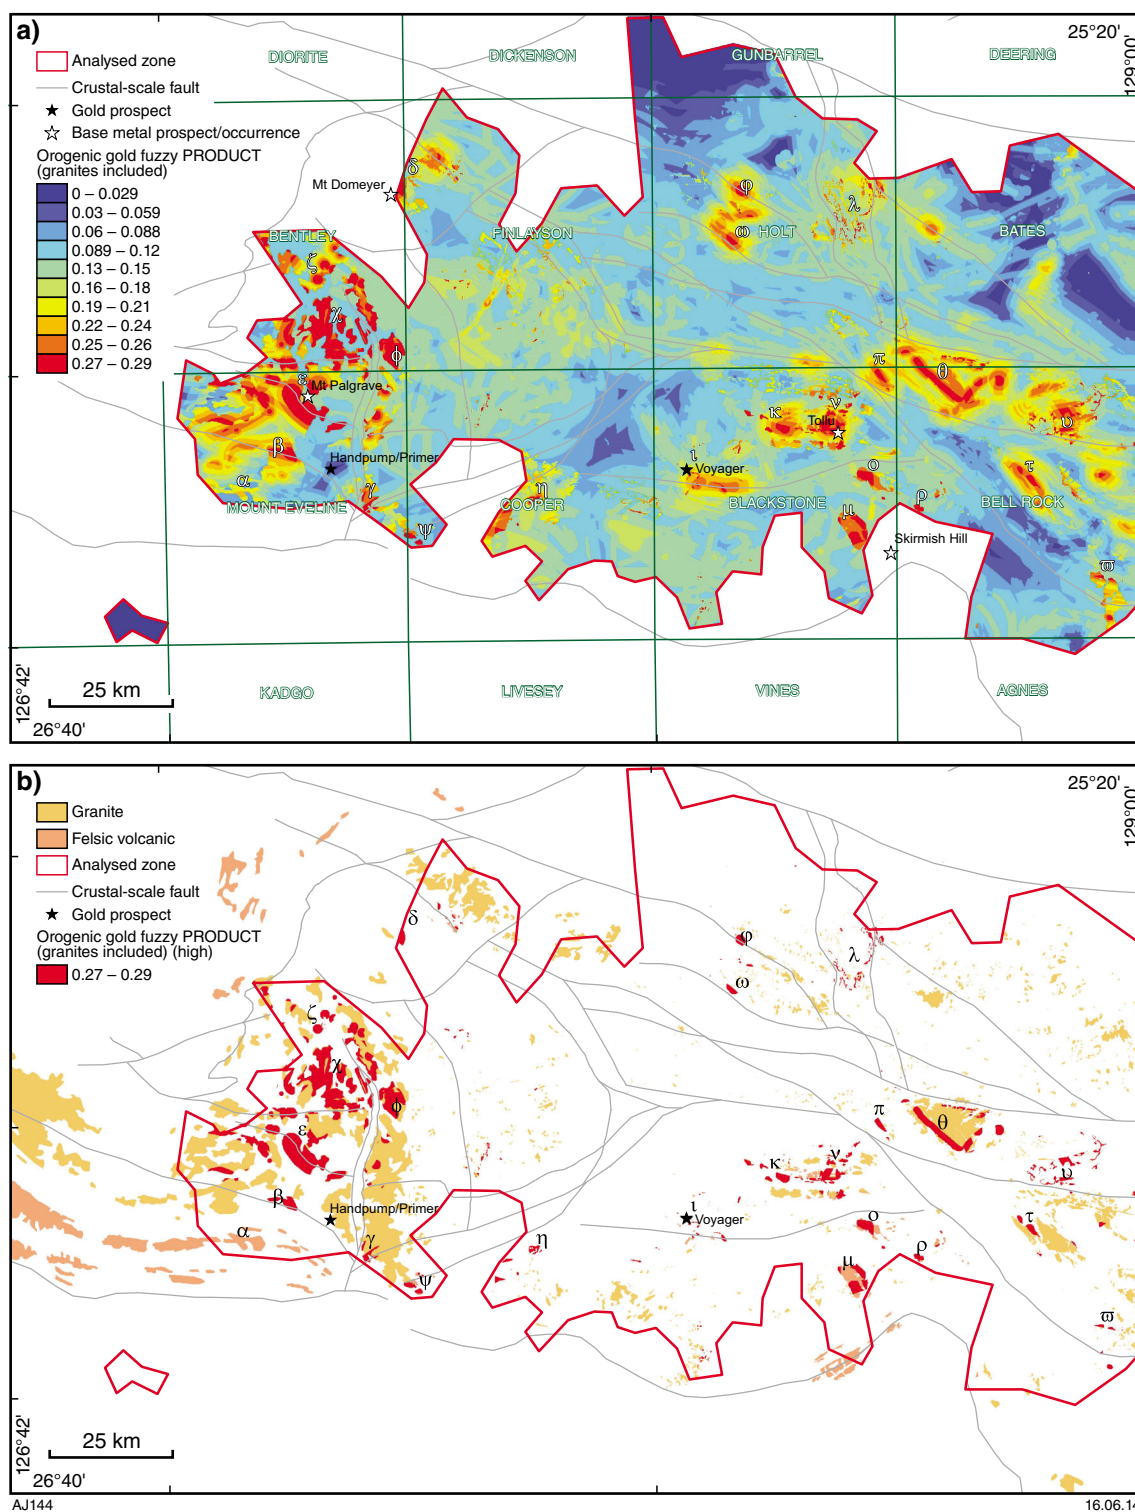 a)
25°20'
129°00'
Analysed zone
Crustal-scale fault
Gold prospect
Base metal prospect/occurrence
Orogenic gold fuzzy PRODUCT
(granites included)
0 – 0.029
0.03 – 0.059
0.06 – 0.088
0.089 – 0.12
0.13 – 0.15
0.16 – 0.18
0.19 – 0.21
0.22 – 0.24
0.25 – 0.26
0.27 – 0.29
DIORITE
DICKENSON
GUNBARREL
DEERING
δ
Mt Domeyer
φ
λ
BENTLEY
FINLAYSON
ω
HOLT
BATES
ζ
χ
ϕ
π
θ
ε
Mt Palgrave
κ
ν
Tollu
υ
β
Handpump/Primer
ι
Voyager
ο
τ
α
γ
η
MOUNT EVELINE
COOPER
BLACKSTONE
ρ
BELL ROCK
ψ
μ
Skirmish Hill
ϖ
KADGO
LIVESEY
VINES
AGNES
25 km
126°42'
26°40'
b)
25°20'
129°00'
Granite
Felsic volcanic
Analysed zone
Crustal-scale fault
Gold prospect
Orogenic gold fuzzy PRODUCT
(granites included) (high)
0.27 – 0.29
δ
φ
λ
ω
ζ
χ
ϕ
π
θ
ε
κ
ν
υ
β
Handpump/Primer
ι
Voyager
ο
τ
α
γ
η
ρ
ψ
μ
ϖ
25 km
126°42'
26°40'
AJ144
16.06.14